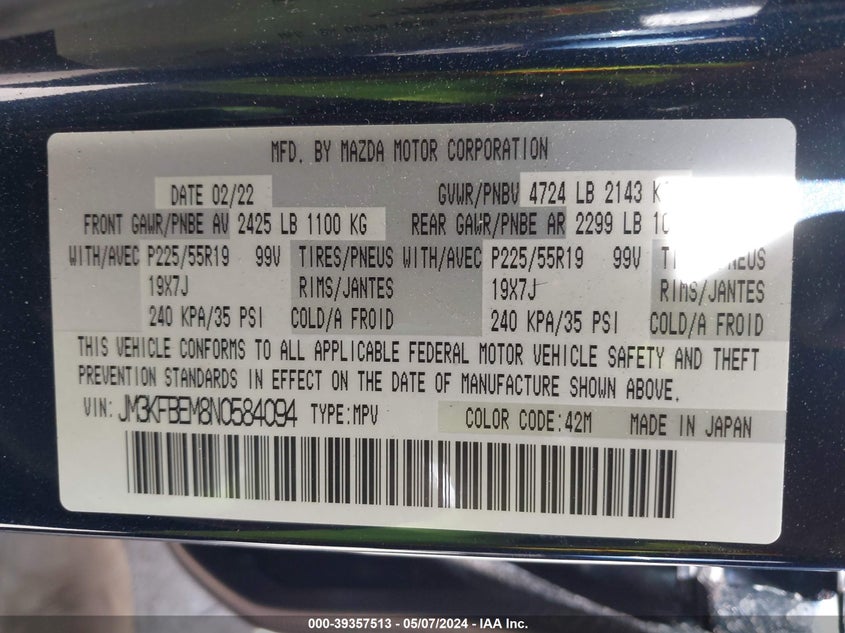 MFD. BY MAZDA MOTOR CORPORATION
DATE 02/22 GVWR/PNBV 4724 LB 2143
FRONT GAWR/PNBE AV 2425 LB 1100 KG REAR GAWR/PNBE AR 2299 LB
WITH/AVEC P225/55R19 99V TIRES/PNEUS WITH/AVEC P225/55R19 99V
19X7J RIMS/JANTES 19X7J RIMS/JANTES
240 KPA/35 PSI COLD/A FROID 240 KPA/35 PSI COLD/A FROID
THIS VEHICLE CONFORMS TO ALL APPLICABLE FEDERAL MOTOR VEHICLE SAFETY AND THEFT
PREVENTION STANDARDS IN EFFECT ON THE DATE OF MANUFACTURE SHOWN ABOVE.
VIN: JM3KFBEM8N0584094 TYPE:MPV COLOR CODE:42M MADE IN JAPAN
000-39357513 - 05/07/2024 - IAA Inc.